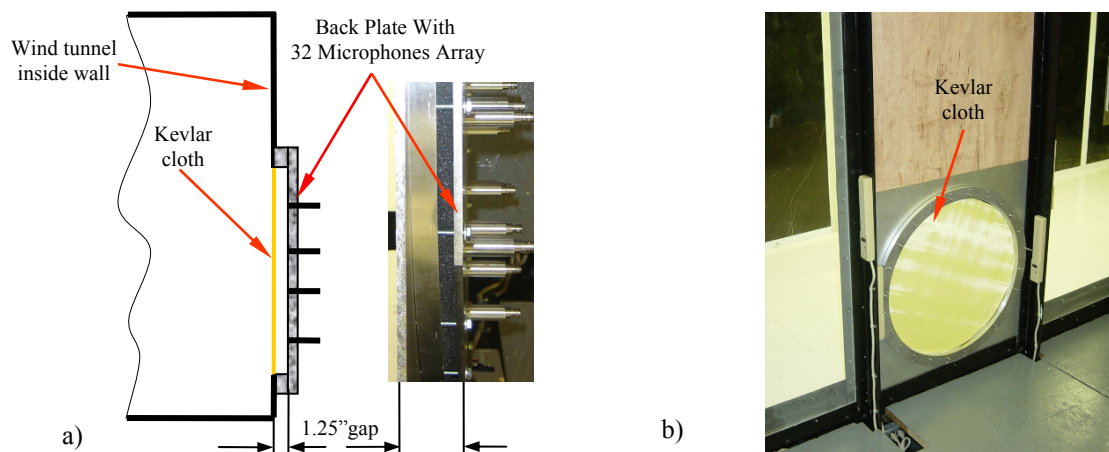 Wind tunnel
inside wall
Kevlar
cloth
Back Plate With
32 Microphones Array
1.25”gap
a)
Kevlar
cloth
b)